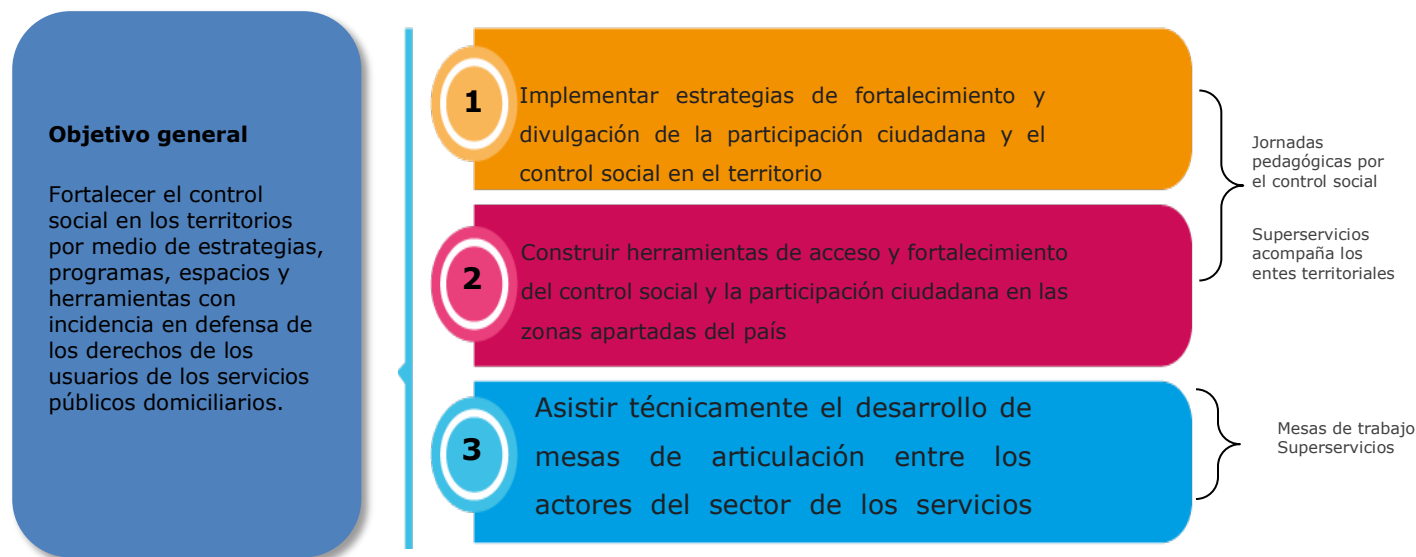 Objetivo general
Fortalecer el control
social en los territorios
por medio de estrategias,
programas, espacios y
herramientas con
incidencia en defensa de
los derechos de los
usuarios de los servicios
públicos domiciliarios.
1
Implementar estrategias de fortalecimiento y
divulgación de la participación ciudadana y el
control social en el territorio
2
Construir herramientas de acceso y fortalecimiento
del control social y la participación ciudadana en las
zonas apartadas del país
3
Asistir técnicamente el desarrollo de
mesas de articulación entre los
actores del sector de los servicios
Jornadas
pedagógicas por
el control social
Superservicios
acompaña los
entes territoriales
Mesas de trabajo
Superservicios